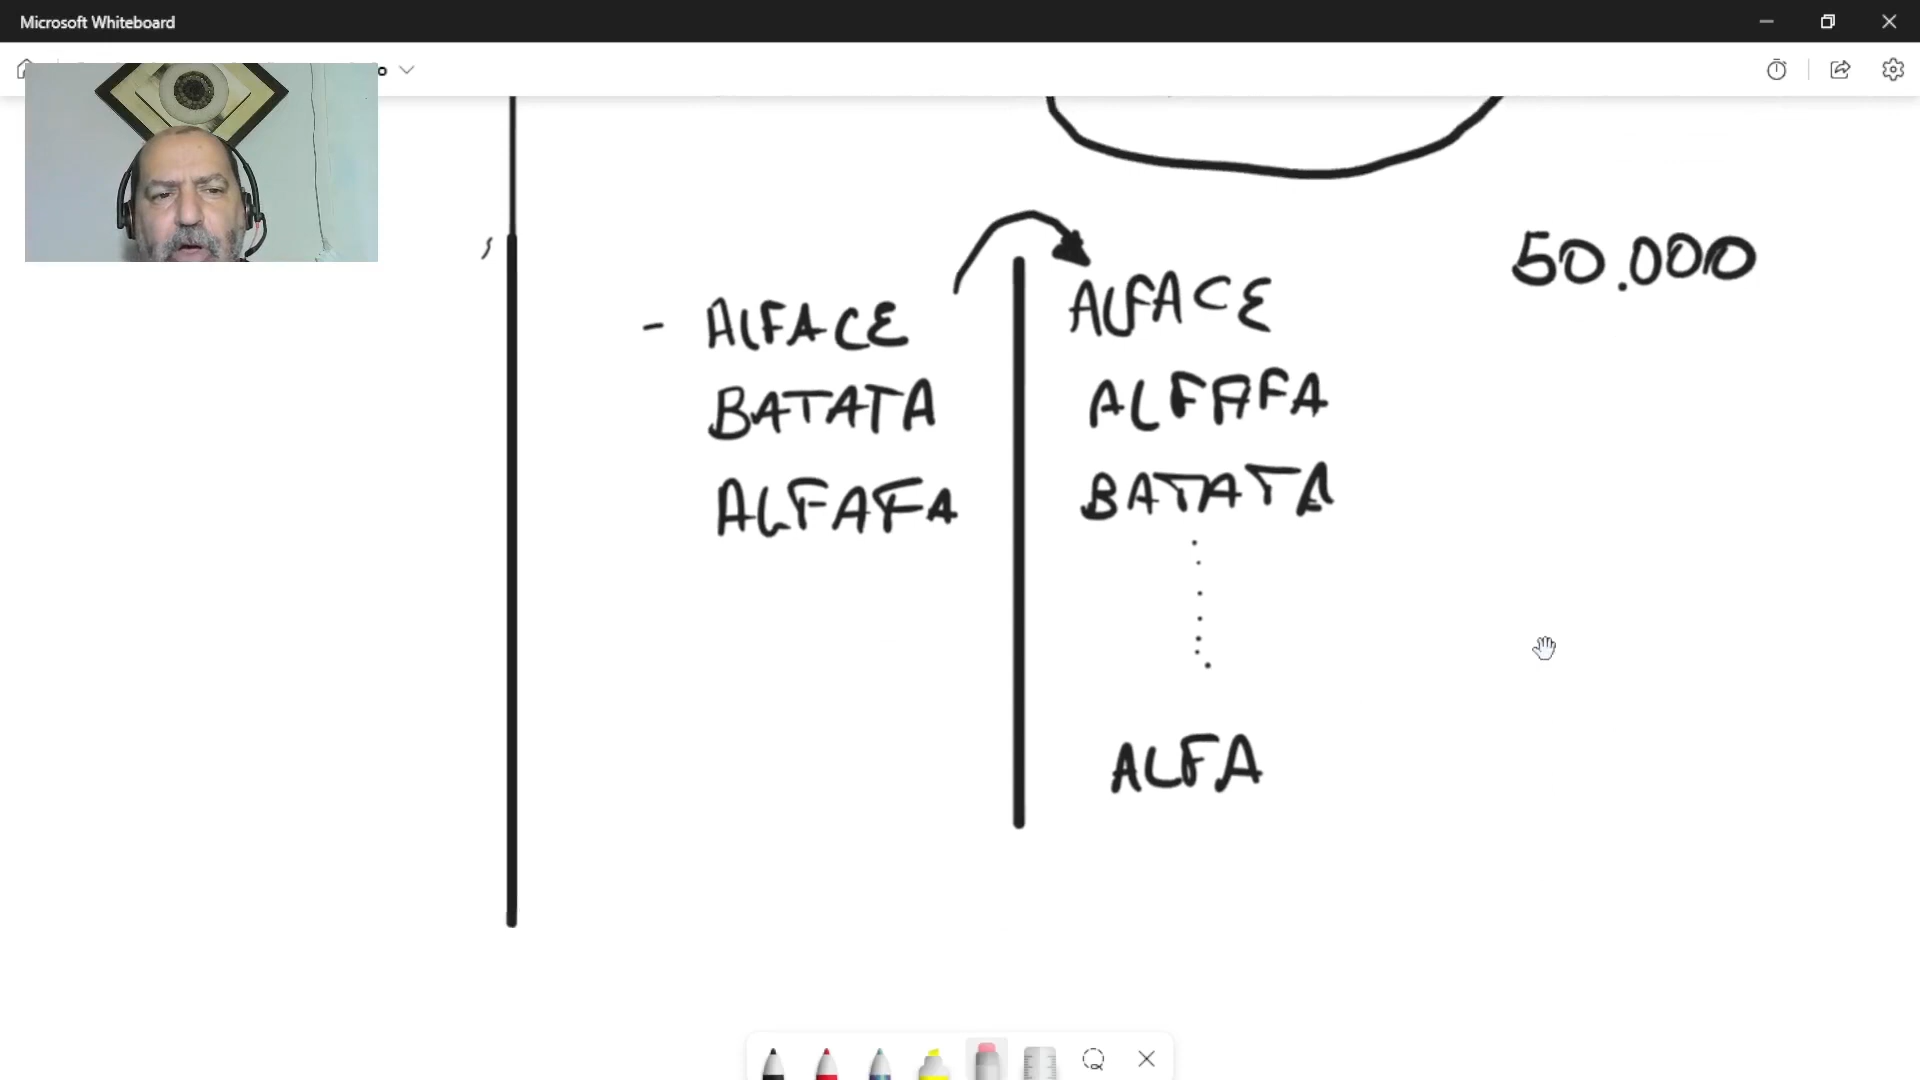 Microsoft Whiteboard
50.000
- ALFACE
BATATA
ALFAFA
ALFACE
ALFAFA
BATATA
ALFA